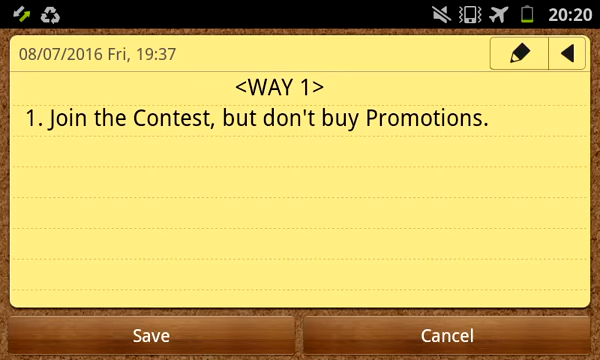 20:20
08/07/2016 Fri, 19:37
<WAY 1>
1. Join the Contest, but don't buy Promotions.
Save Cancel